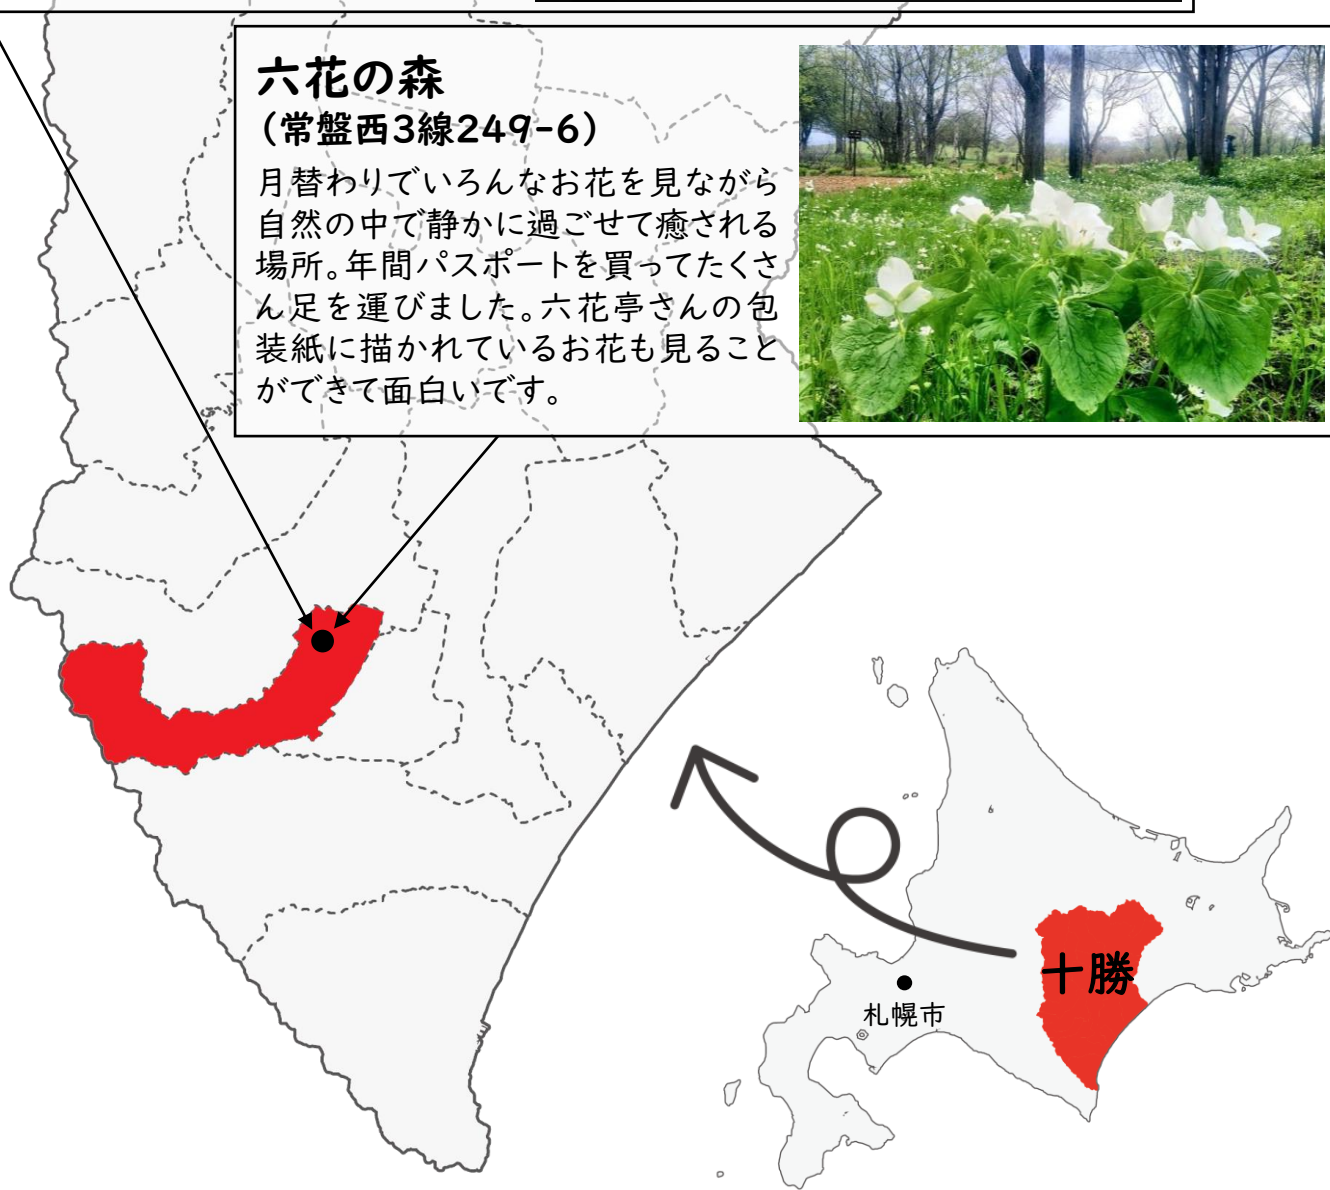 六花の森
(常盤西3線249-6)
月替わりでいろんなお花を見ながら
自然の中で静かに過ごせて癒される
場所。年間パスポートを買ってたくさ
ん足を運びました。六花亭さんの包
装紙に描かれているお花も見ること
ができて面白いです。
十勝
札幌市